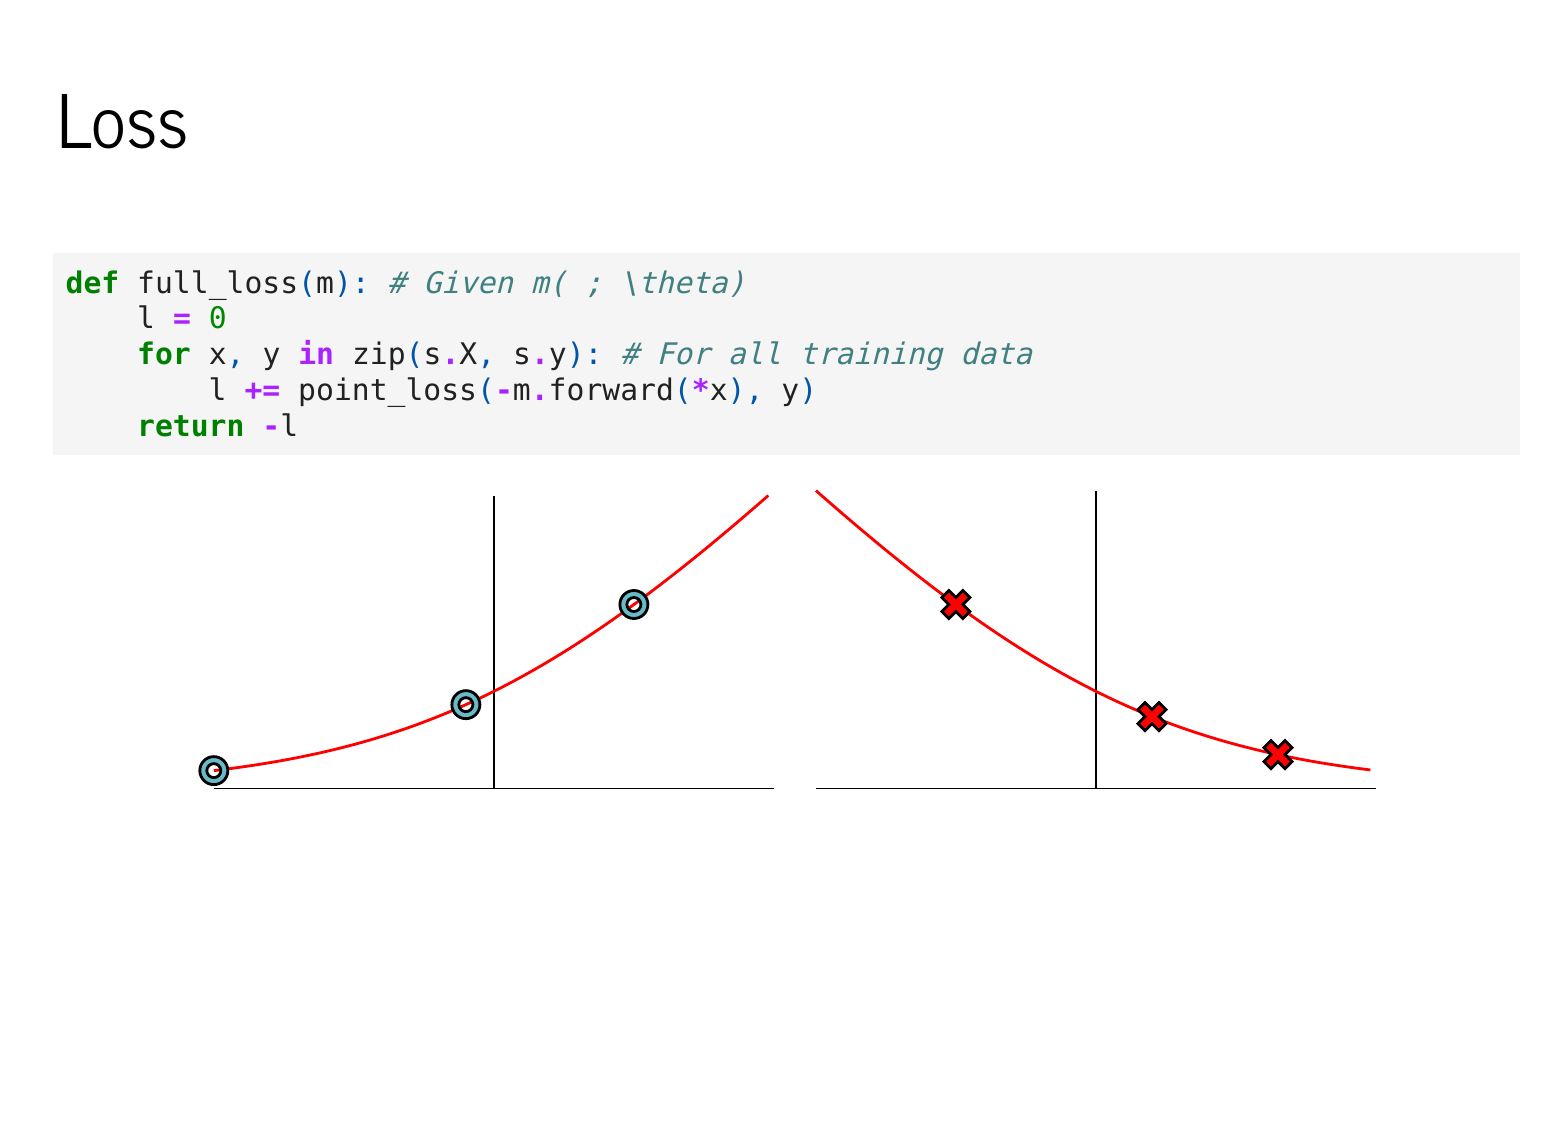 Loss
def full_loss(m): # Given m( ; \theta)
    l = 0
    for x, y in zip(s.X, s.y): # For all training data
        l += point_loss(-m.forward(*x), y)
    return -l